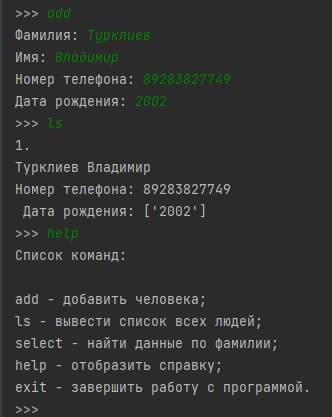 >>> add
Фамилия: Турклиев
Имя: Владимир
Номер телефона: 89283827749
Дата рождения: 2002
>>> ls
1.
Турклиев Владимир
Номер телефона: 89283827749
 Дата рождения: ['2002']
>>> help
Список команд:

add - добавить человека;
ls - вывести список всех людей;
select - найти данные по фамилии;
help - отобразить справку;
exit - завершить работу с программой.
>>>